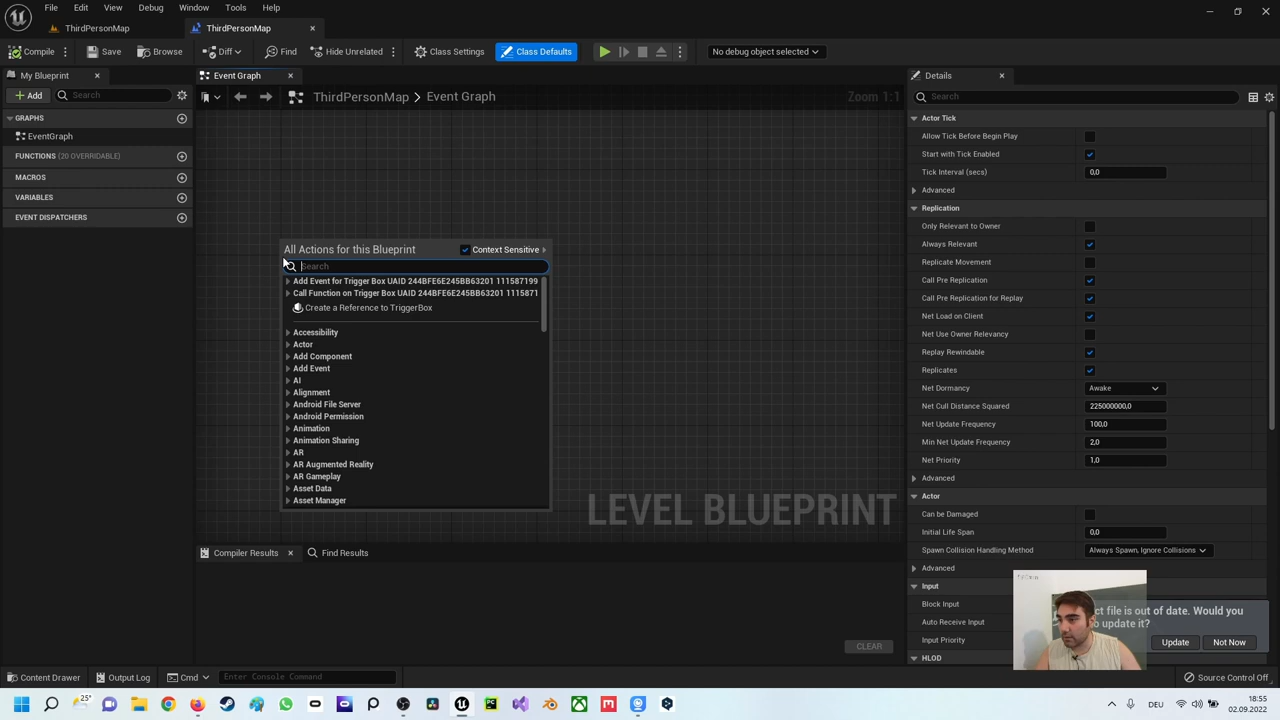 File Edit Asset View Debug Window Tools Help
ThirdPersonMap
ThirdPersonMap
Compile Save Browse Diff Find Hide Unrelated Class Settings Class Defaults No debug object selected
My Blueprint Event Graph Details
Add Search ThirdPersonMap > Event Graph Zoom 1:1 Search
GRAPHS
EventGraph
FUNCTIONS (20 OVERRIDABLE)
MACROS
VARIABLES
EVENT DISPATCHERS
All Actions for this Blueprint Context Sensitive
Search
Add Event for Trigger Box UAID 244BFE6E245BB63201 111587199
Call Function on Trigger Box UAID 244BFE6E245BB63201 1115871
Create a Reference to TriggerBox
Accessibility
Actor
Add Component
Add Event
AI
Alignment
Android File Server
Android Permission
Animation
Animation Sharing
AR
AR Augmented Reality
AR Gameplay
Asset Data
Asset Manager
LEVEL BLUEPRINT
Compiler Results Find Results
CLEAR
Actor Tick
Allow Tick Before Begin Play
Start with Tick Enabled
Tick Interval (secs) 0,0
Advanced
Replication
Only Relevant to Owner
Always Relevant
Replicate Movement
Call Pre Replication
Call Pre Replication for Replay
Net Load on Client
Net Use Owner Relevancy
Replay Rewindable
Replicates
Net Dormancy Awake
Net Cull Distance Squared 225000000,0
Net Update Frequency 100,0
Min Net Update Frequency 2,0
Net Priority 1,0
Advanced
Actor
Can be Damaged
Initial Life Span 0,0
Spawn Collision Handling Method Always Spawn, Ignore Collisions
Advanced
Input
Block Input
Auto Receive Input
Input Priority
HLOD
ct file is out of date. Would you
o update it?
Update Not Now
Content Drawer Output Log Cmd Enter Console Command Source Control Off
25° DEU 18:55
02.09.2022